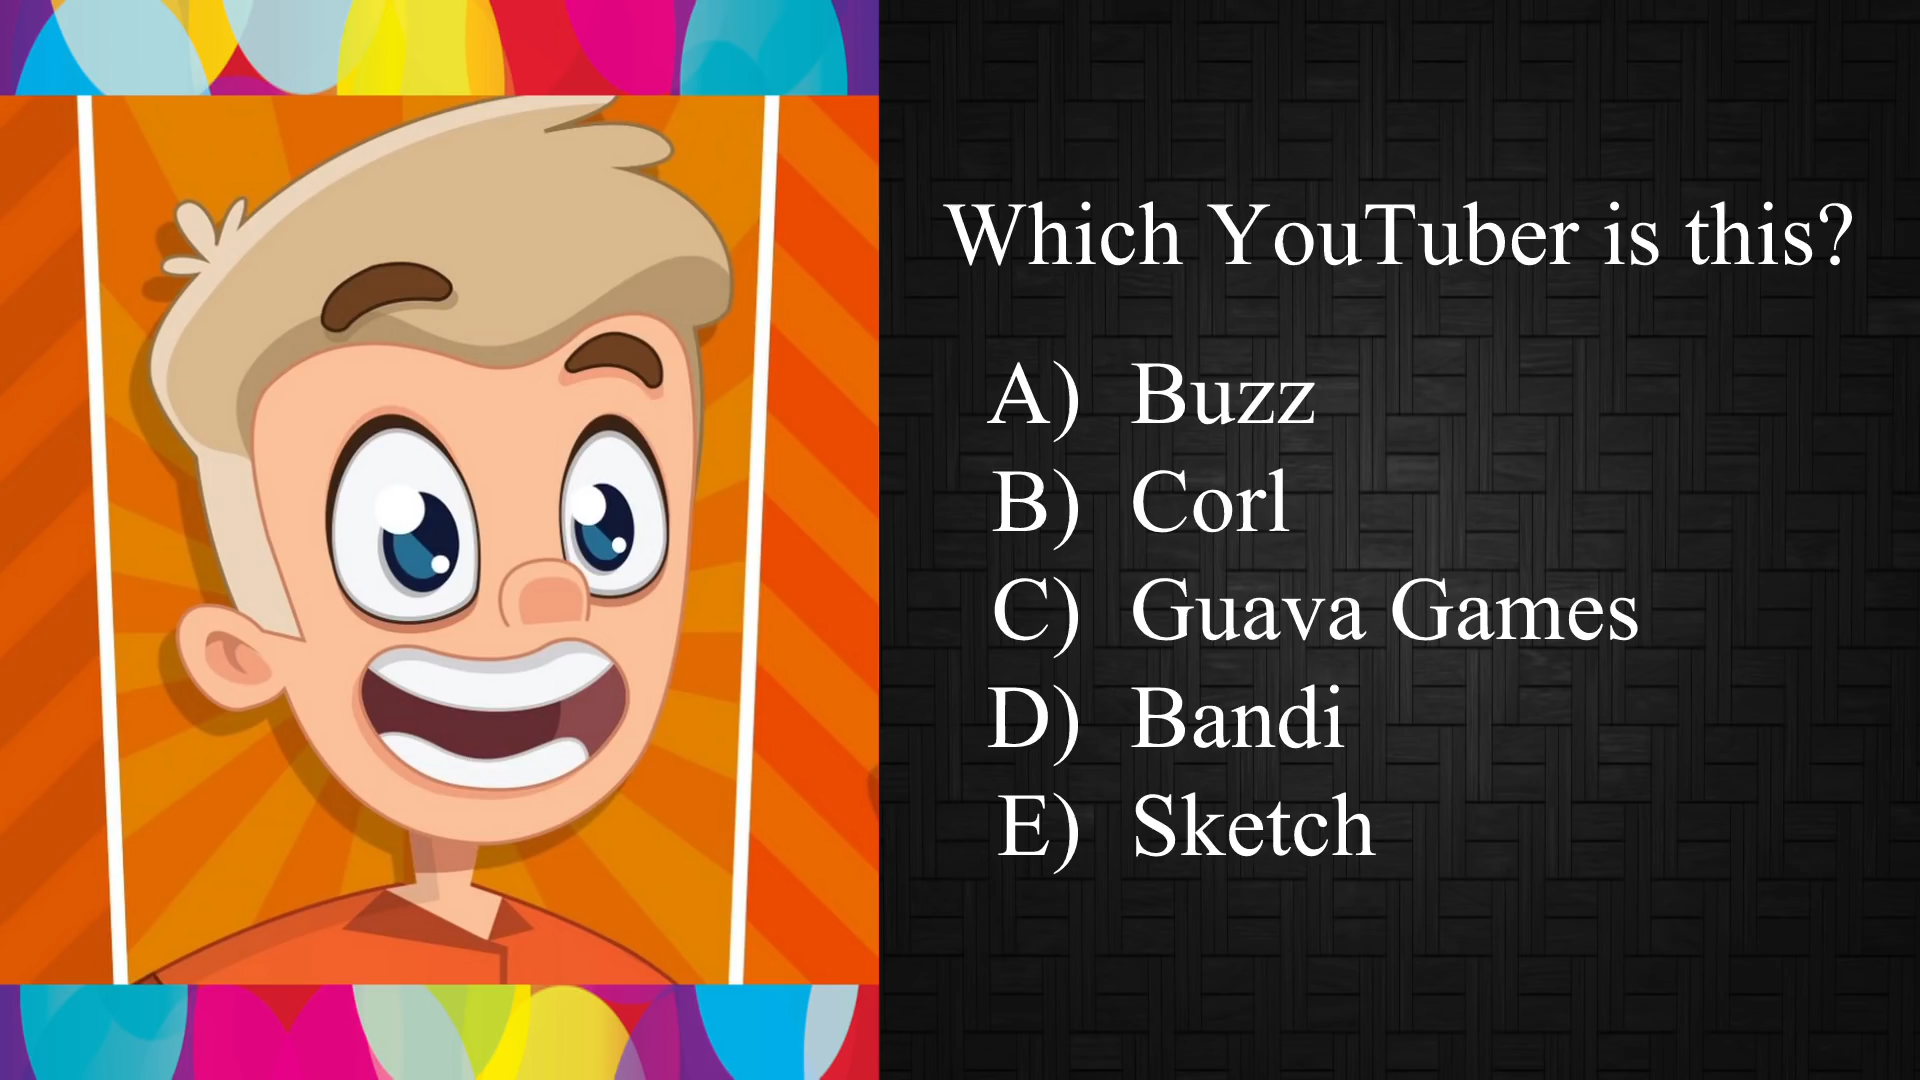 Which YouTuber is this?
A) Buzz
B) Corl
C) Guava Games
D) Bandi
E) Sketch